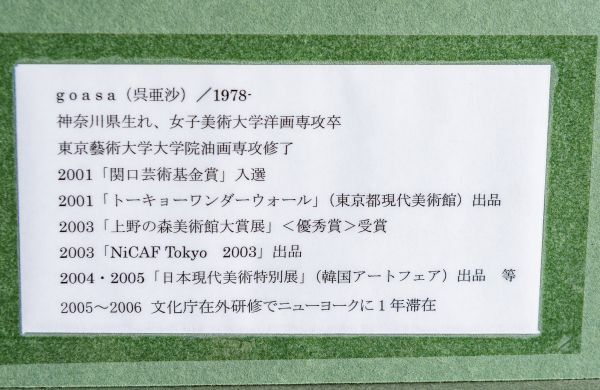 goasa（呉亜沙）／1978-
神奈川県生れ、女子美術大学洋画専攻卒
東京藝術大学大学院油画専攻修了
2001「関口芸術基金賞」入選
2001「トーキョーワンダーウォール」（東京都現代美術館）出品
2003「上野の森美術館大賞展」＜優秀賞＞受賞
2003「NiCAF Tokyo　2003」出品
2004・2005「日本現代美術特別展」（韓国アートフェア）出品　等
2005～2006 文化庁在外研修でニューヨークに１年滞在